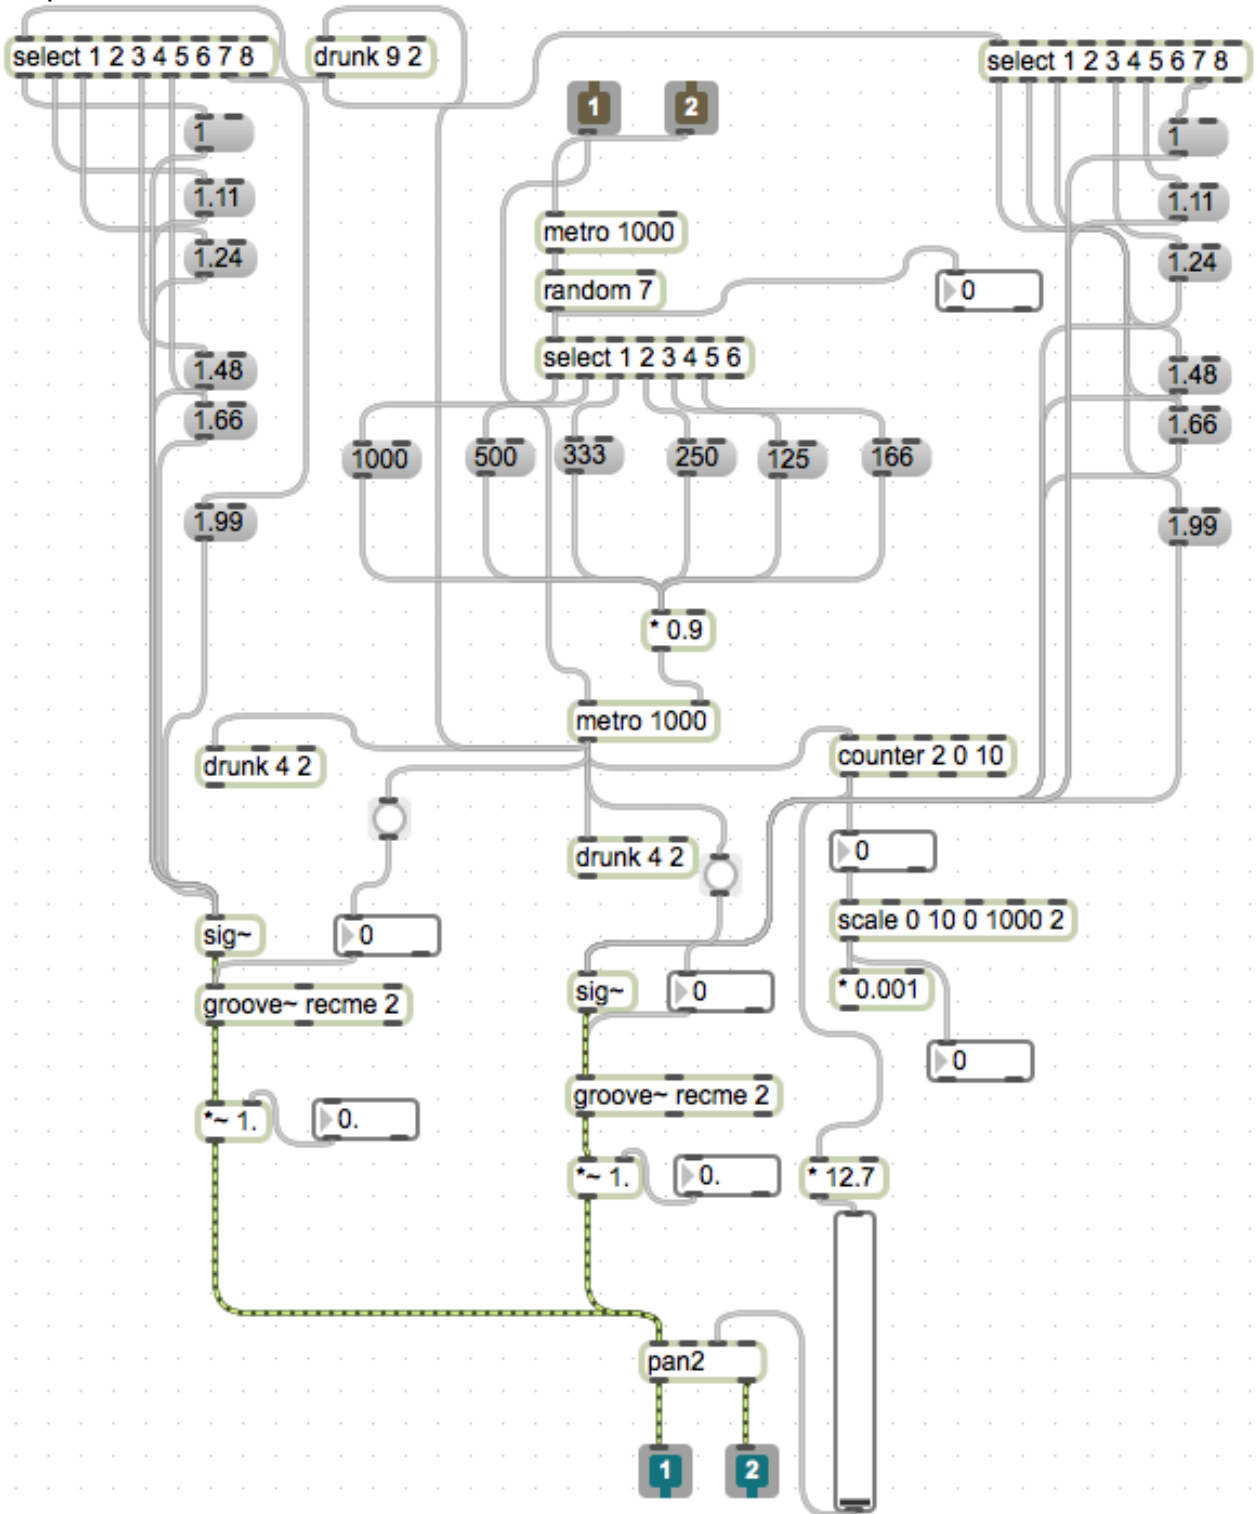 select 1 2 3 4 5 6 7 8
drunk 9 2
select 1 2 3 4 5 6 7 8
1
2
1
1
1.11
1.11
metro 1000
1.24
1.24
random 7
0
select 1 2 3 4 5 6
1.48
1.48
1.66
1.66
1000
500
333
250
125
166
1.99
1.99
* 0.9
metro 1000
drunk 4 2
counter 2 0 10
drunk 4 2
0
scale 0 10 0 1000 2
sig~
0
groove~ recme 2
sig~
0
* 0.001
0
groove~ recme 2
*~ 1.
0.
*~ 1.
0.
* 12.7
pan2
1
2